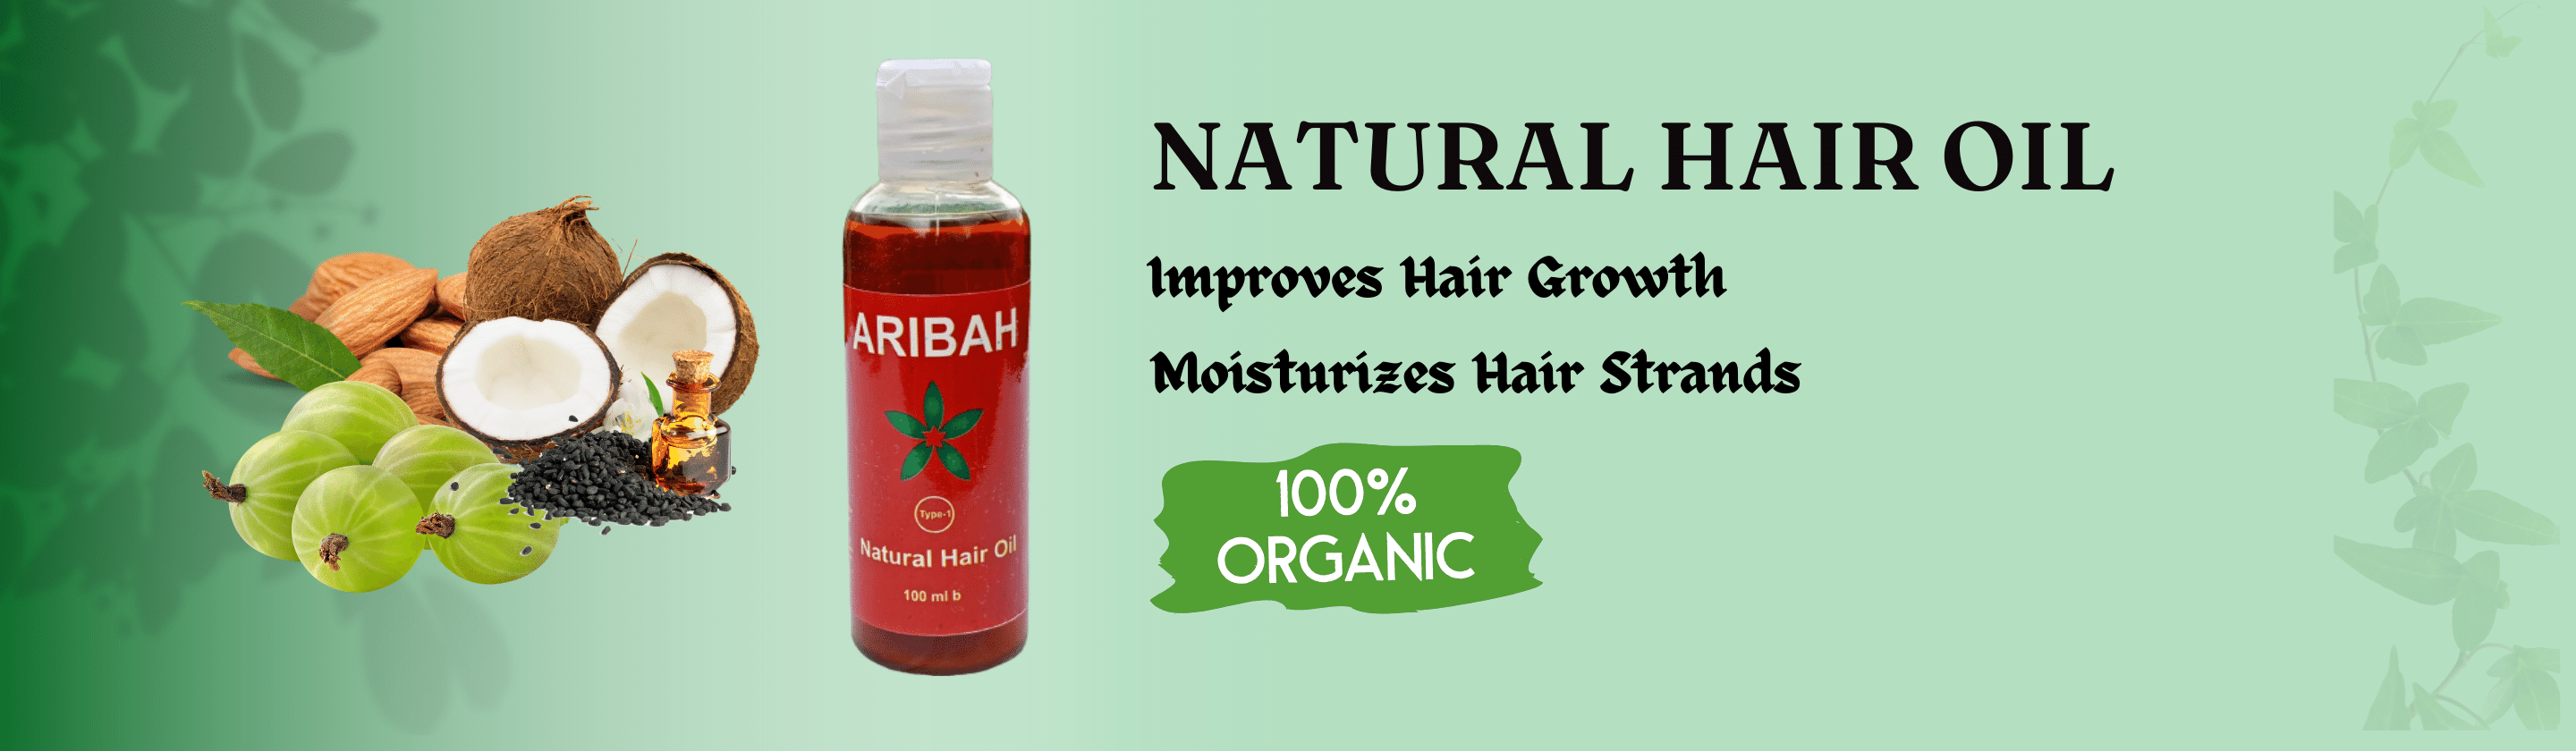 NATURAL HAIR OIL
Improves Hair Growth
Moisturizes Hair Strands
100%
ORGANIC
ARIBAH
Type-1
Natural Hair Oil
100 ml b